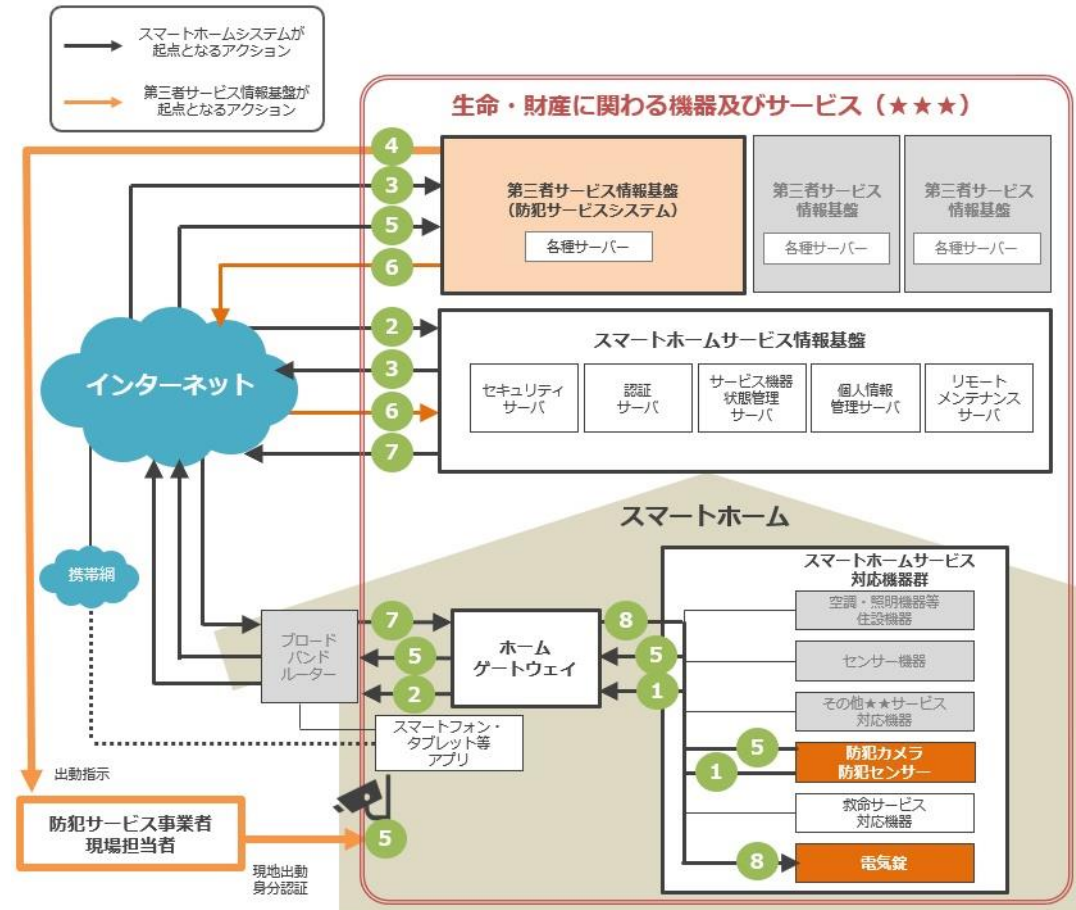 スマートホームシステムが
起点となるアクション
第三者サービス情報基盤が
起点となるアクション
生命・財産に関わる機器及びサービス（★★★）
4
3
5
6
第三者サービス情報基盤
（防犯サービスシステム）
各種サーバー
第三者サービス
情報基盤
各種サーバー
第三者サービス
情報基盤
各種サーバー
インターネット
2
3
6
7
スマートホームサービス情報基盤
セキュリティ
サーバ
認証
サーバ
サービス機器
状態管理
サーバ
個人情報
管理サーバ
リモート
メンテナンス
サーバ
スマートホーム
携帯網
ブロード
バンド
ルーター
7
5
2
ホーム
ゲートウェイ
8
5
1
スマートホームサービス
対応機器群
空調・照明機器等
住設機器
センサー機器
その他★★サービス
対応機器
5
1
防犯カメラ
防犯センサー
救命サービス
対応機器
8
電気錠
スマートフォン・
タブレット等
アプリ
出動指示
防犯サービス事業者
現場担当者
5
現地出動
身分認証